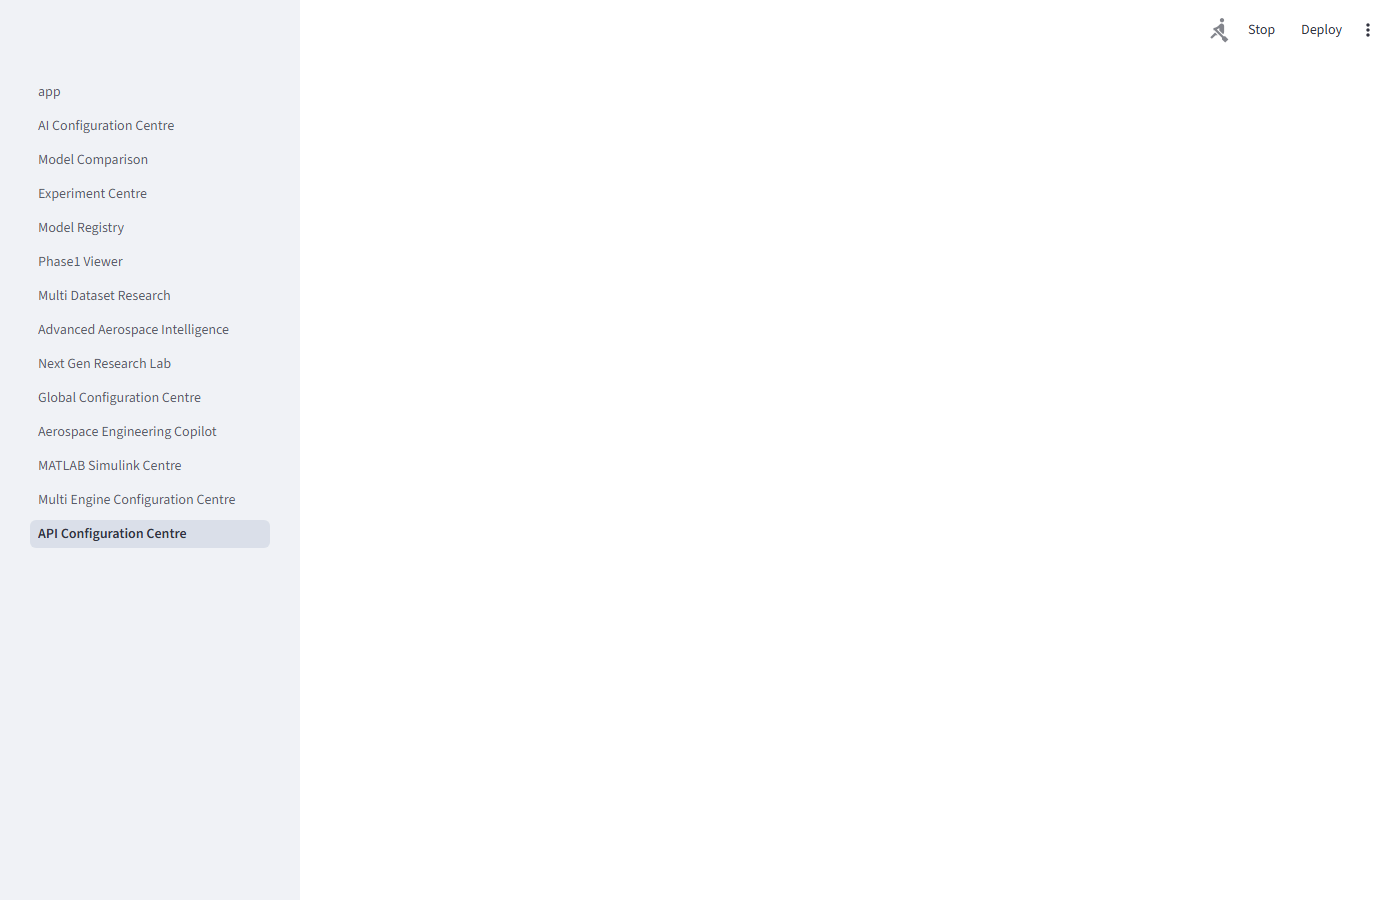 Stop
Deploy
app
AI Configuration Centre
Model Comparison
Experiment Centre
Model Registry
Phase1 Viewer
Multi Dataset Research
Advanced Aerospace Intelligence
Next Gen Research Lab
Global Configuration Centre
Aerospace Engineering Copilot
MATLAB Simulink Centre
Multi Engine Configuration Centre
API Configuration Centre